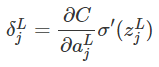 δ_j^L = ∂C/∂a_j^L σ′(z_j^L)